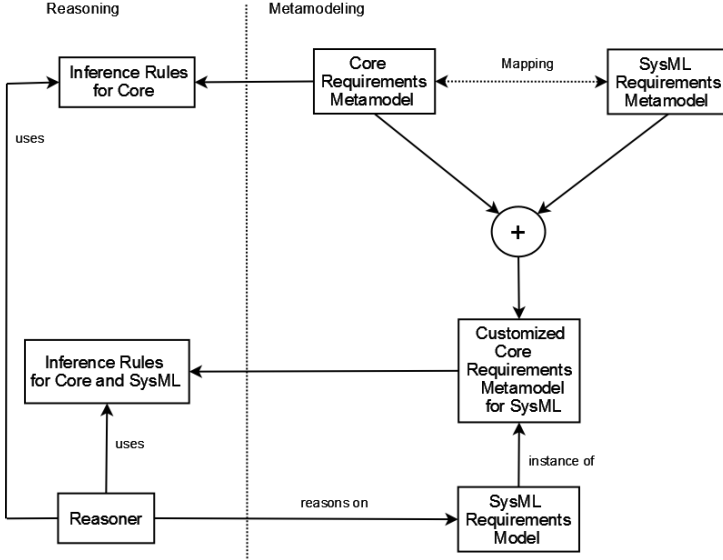 Reasoning
Metamodeling
Inference Rules
for Core
Core
Requirements
Metamodel
Mapping
SysML
Requirements
Metamodel
uses
+
Customized
Core
Requirements
Metamodel
for SysML
Inference Rules
for Core and SysML
uses
instance of
Reasoner
reasons on
SysML
Requirements
Model